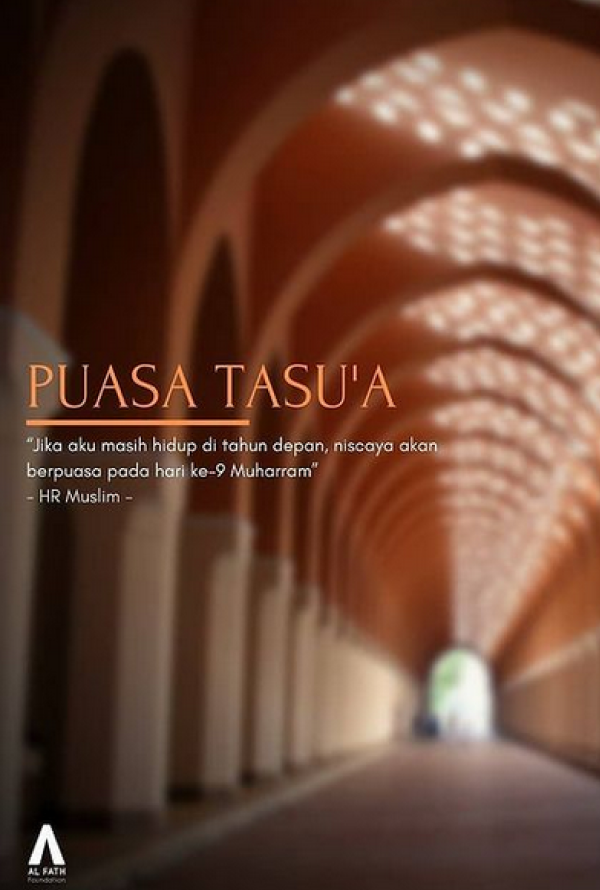 PUASA TASU'A
“Jika aku masih hidup di tahun depan, niscaya akan
berpuasa pada hari ke-9 Muharram”
- HR Muslim -
AL FATH
Foundation